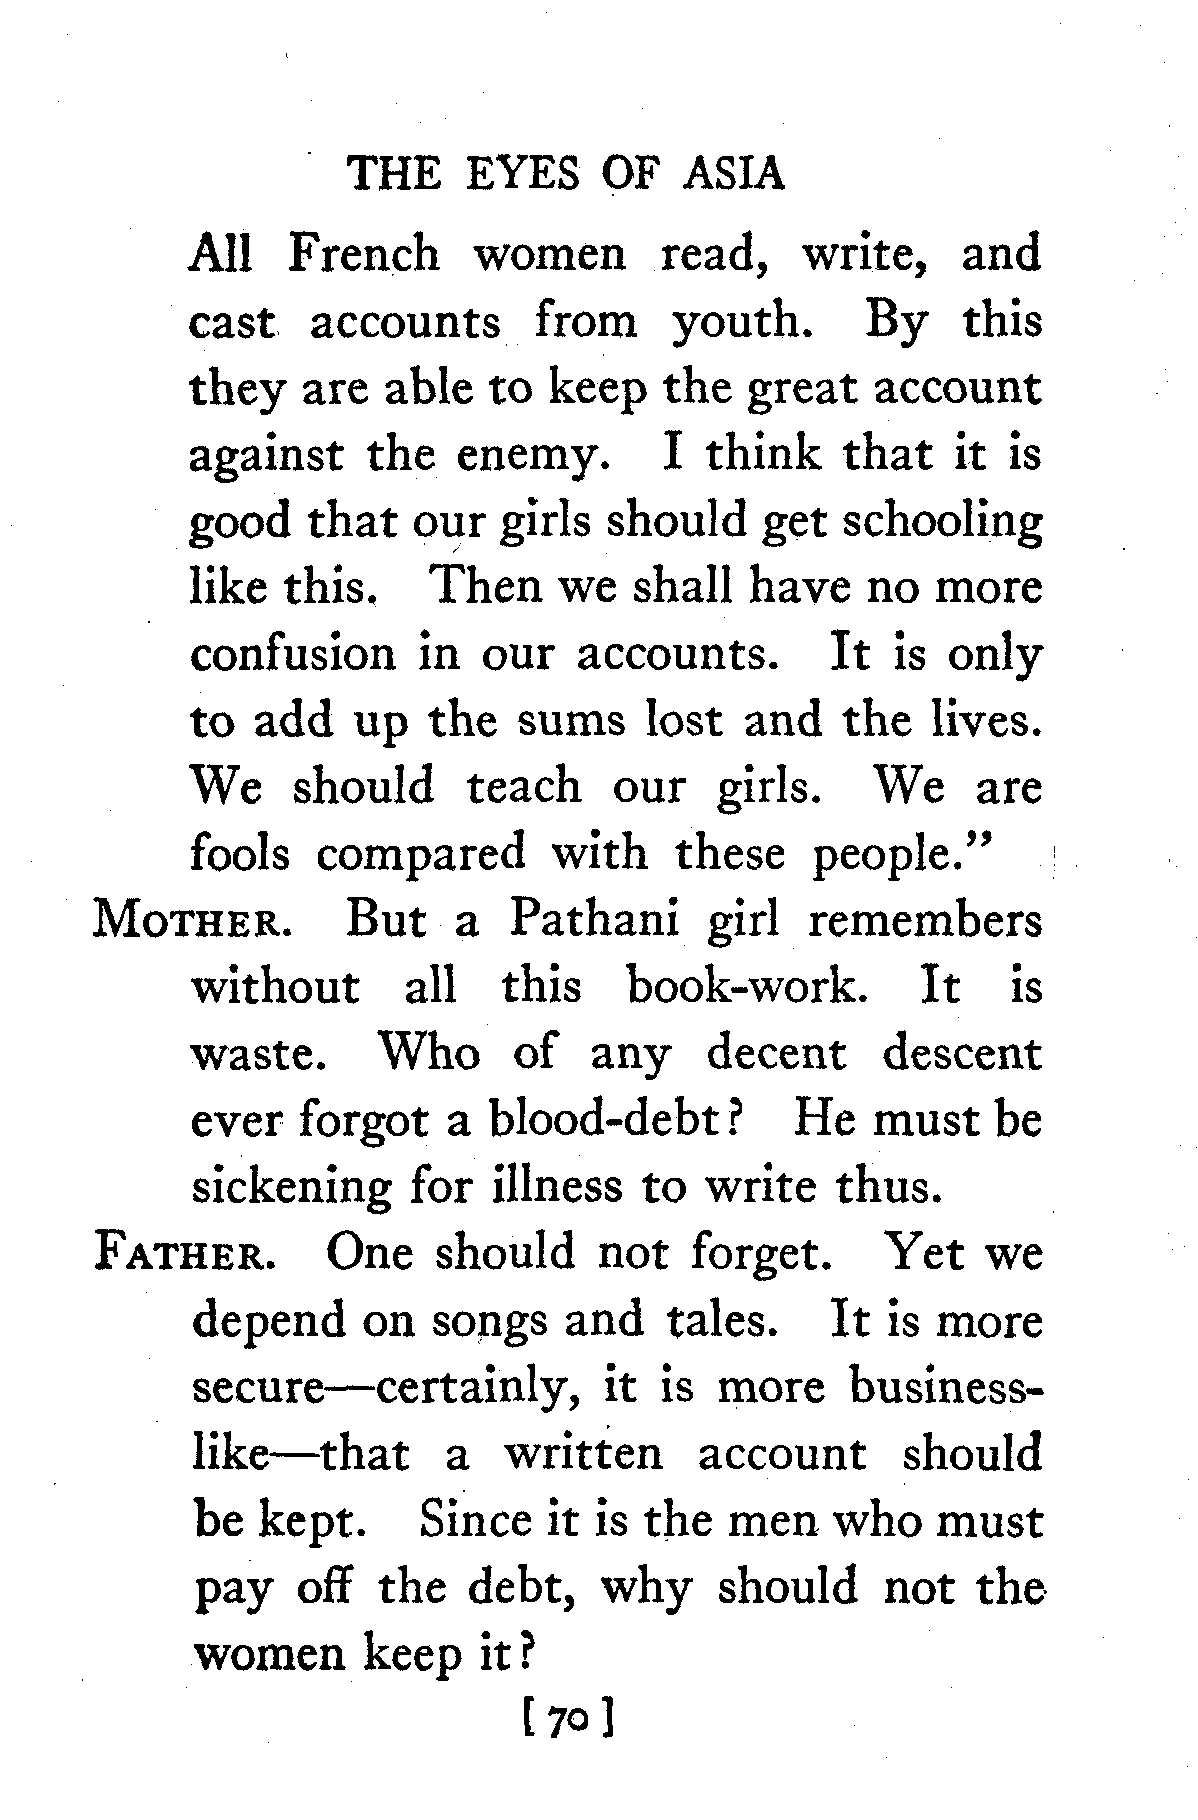 THE EYES OF ASIA
All French women read, write, and
cast accounts from youth. By this
they are able to keep the great account
against the enemy. I think that it is
good that our girls should get schooling
like this. Then we shall have no more
confusion in our accounts. It is only
to add up the sums lost and the lives.
We should teach our girls. We are
fools compared with these people.”
MOTHER. But a Pathani girl remembers
without all this book-work. It is
waste. Who of any decent descent
ever forgot a blood-debt? He must be
sickening for illness to write thus.
FATHER. One should not forget. Yet we
depend on songs and tales. It is more
secure—certainly, it is more business-
like—that a written account should
be kept. Since it is the men who must
pay off the debt, why should not the
women keep it?
[ 70 ]